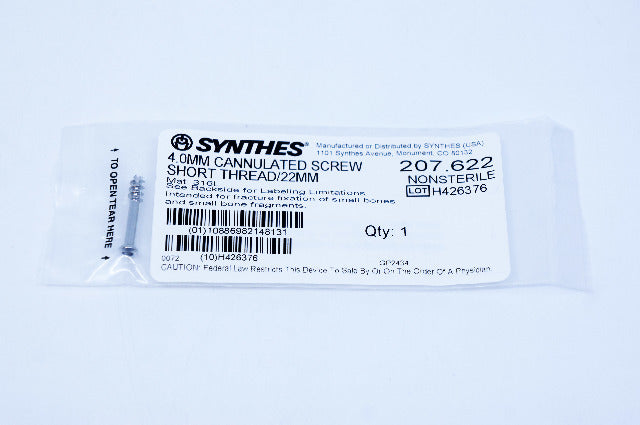 SYNTHES®
Manufactured or Distributed by SYNTHES (USA)
1101 Synthes Avenue, Monument, CO 80132
4.0MM CANNULATED SCREW
SHORT THREAD/22MM
207.622
NONSTERILE
Mat. 316L
LOT H426376
See Backside for Labeling Limitations
Intended for fracture fixation of small bones
and small bone fragments.
(01)10886982148131
Qty: 1
0072 (10)H426376
GP2434
CAUTION: Federal Law Restricts This Device To Sale By Or On The Order Of A Physician.
TO OPEN TEAR HERE